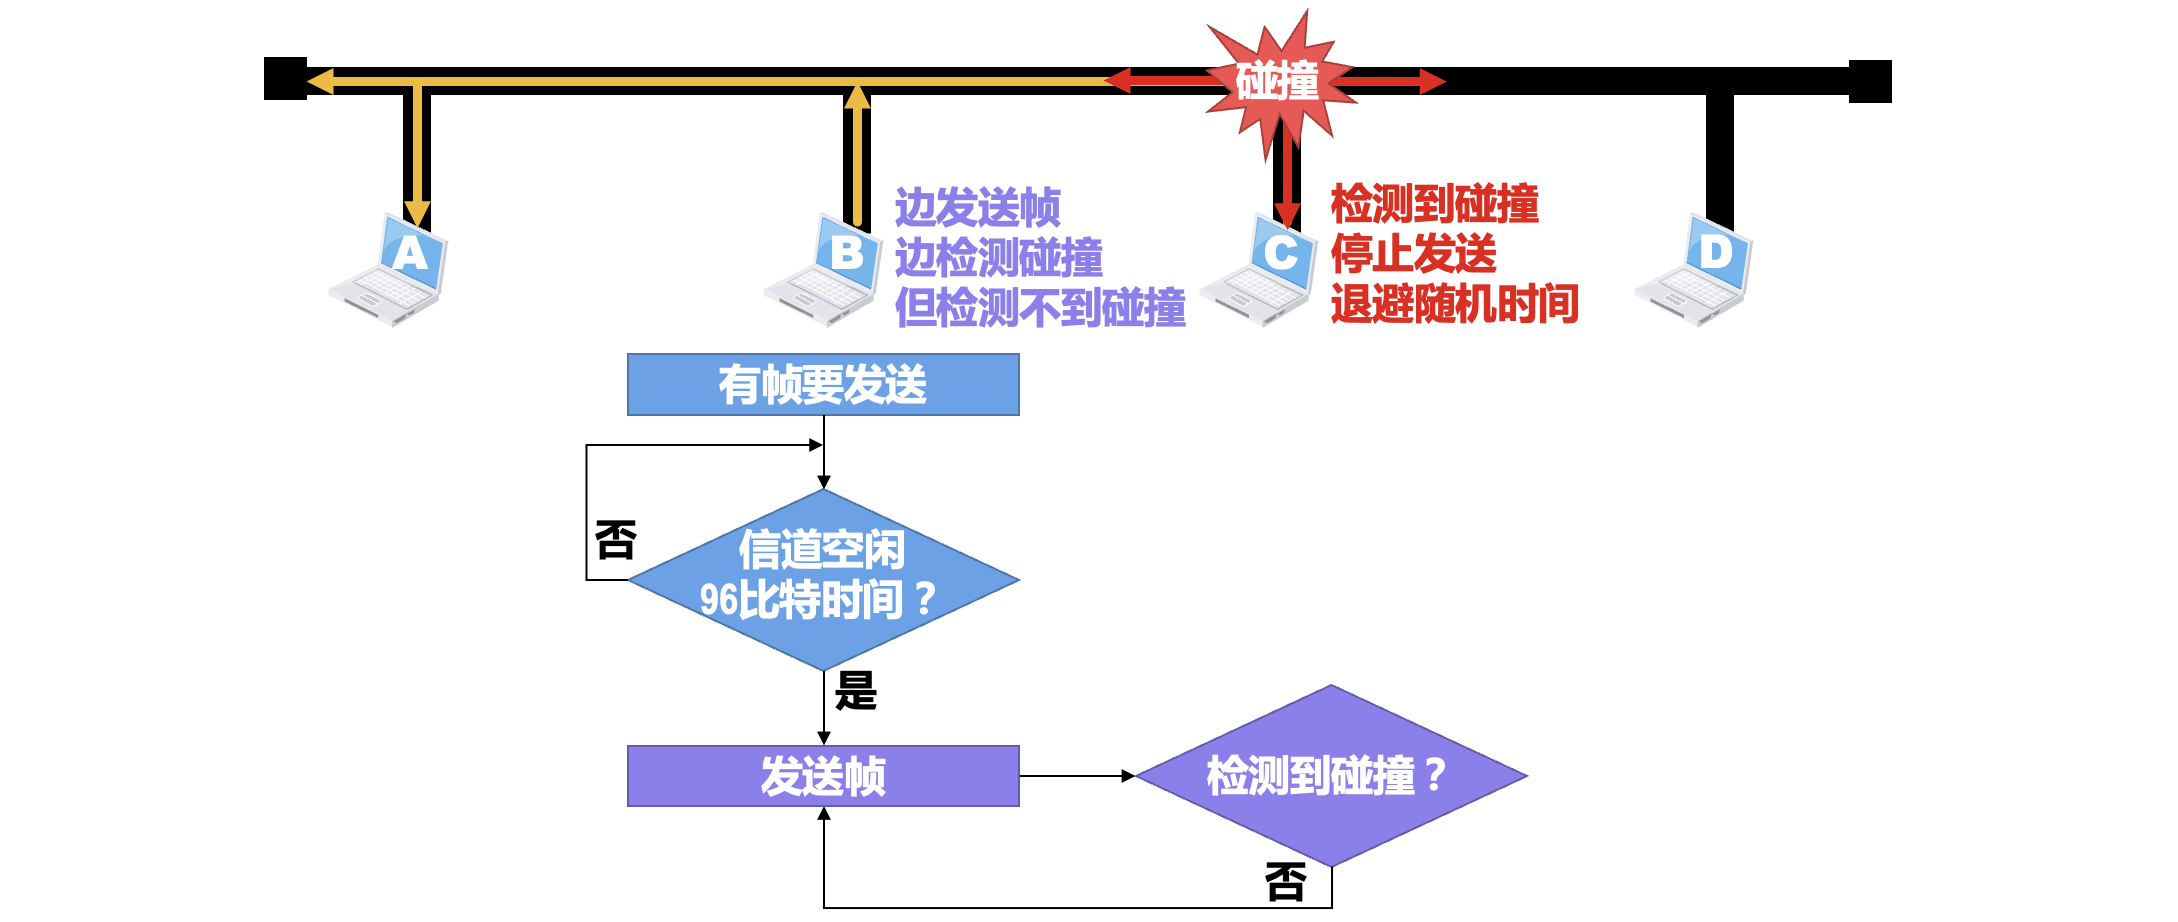 碰撞
A
B
边发送帧
边检测碰撞
但检测不到碰撞
C
检测到碰撞
停止发送
退避随机时间
D
有帧要发送
否
信道空闲
96比特时间？
是
发送帧
检测到碰撞？
否